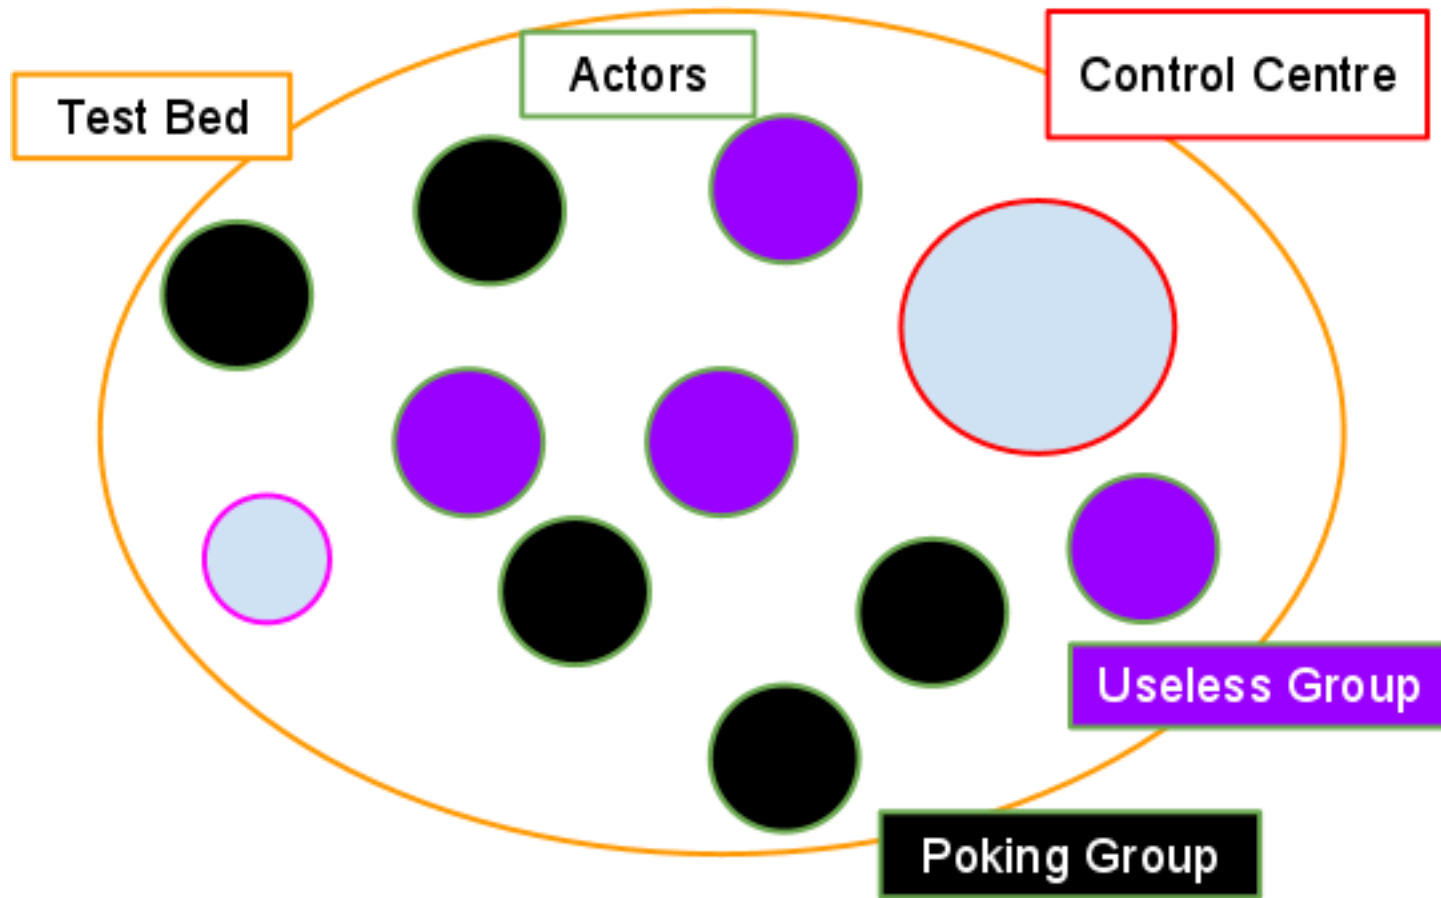 Actors
Control Centre
Test Bed
Useless Group
Poking Group